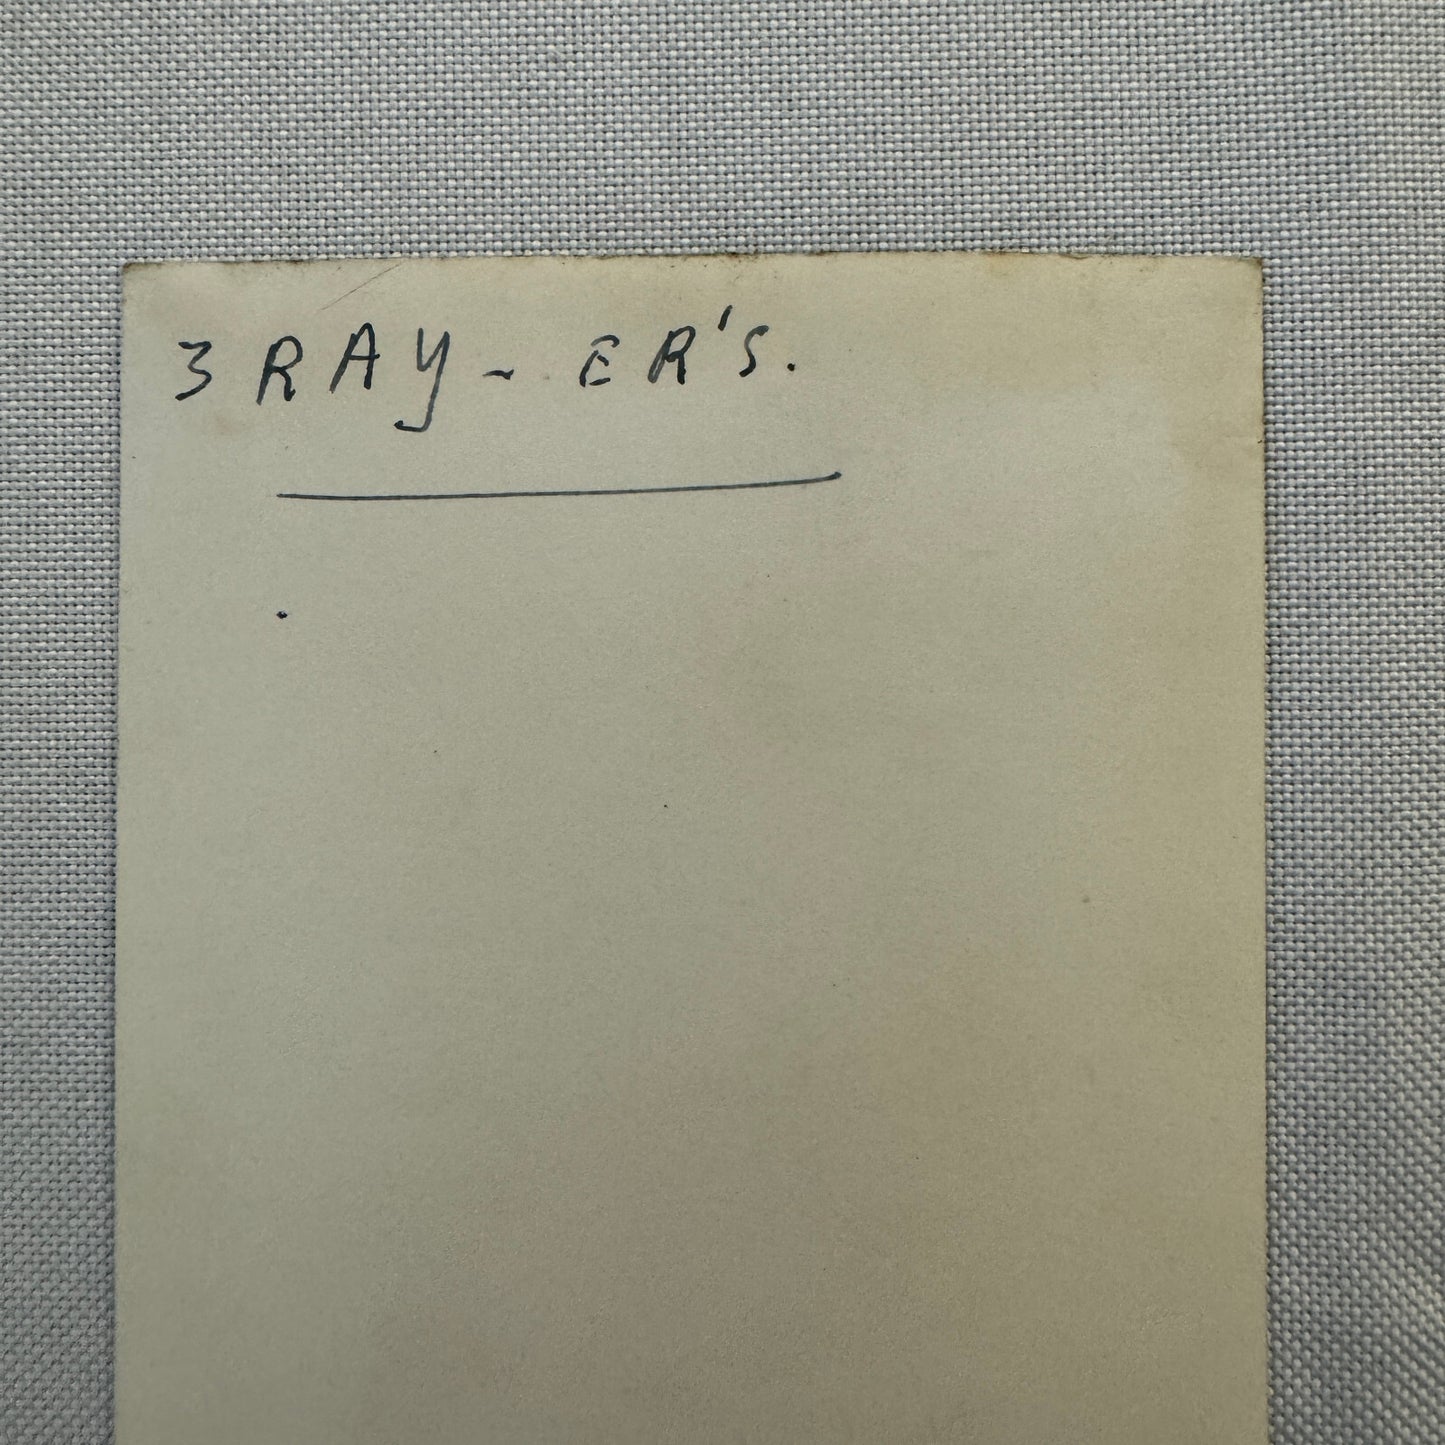 3 RAY - ER'S.